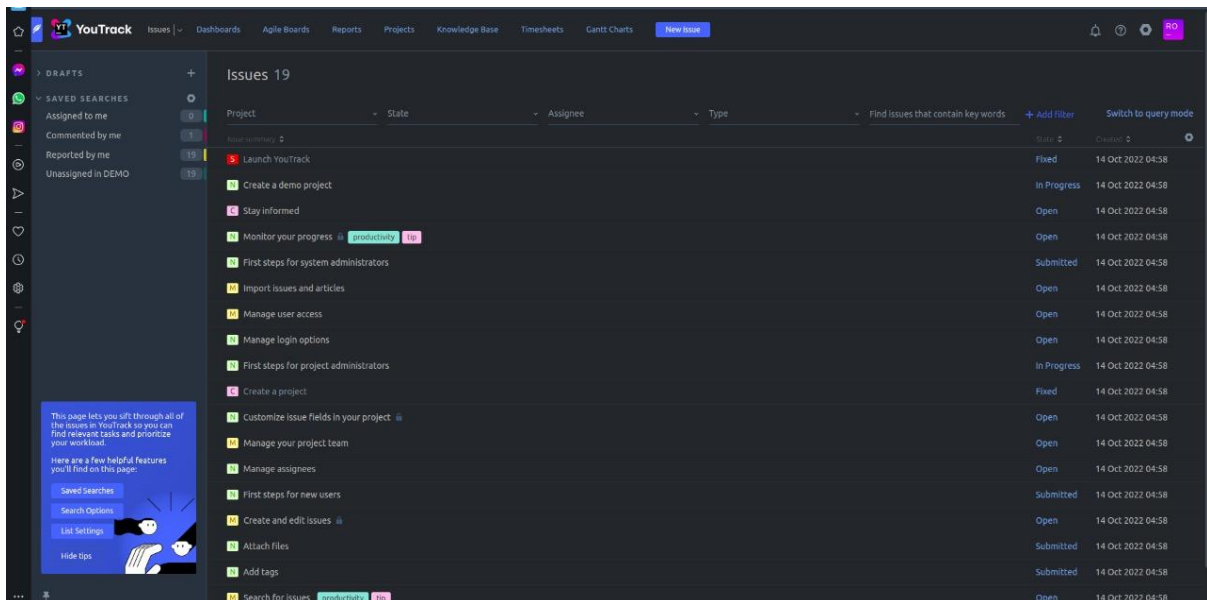 YT YouTrack Issues Dashboards Agile Boards Reports Projects Knowledge Base Timesheets Gantt Charts New Issue RO
DRAFTS
SAVED SEARCHES
Assigned to me 0
Commented by me 1
Reported by me 19
Unassigned in DEMO 19
This page lets you sift through all of
the issues in YouTrack so you can
find relevant tasks and prioritize
your workload.
Here are a few helpful features
you'll find on this page:
Saved Searches
Search Options
List Settings
Hide tips
Issues 19
Project State Assignee Type Find issues that contain key words + Add filter Switch to query mode
Issue summary State Created
S Launch YouTrack Fixed 14 Oct 2022 04:58
N Create a demo project In Progress 14 Oct 2022 04:58
C Stay informed Open 14 Oct 2022 04:58
N Monitor your progress productivity tip Open 14 Oct 2022 04:58
N First steps for system administrators Submitted 14 Oct 2022 04:58
M Import issues and articles Open 14 Oct 2022 04:58
M Manage user access Open 14 Oct 2022 04:58
N Manage login options Open 14 Oct 2022 04:58
N First steps for project administrators In Progress 14 Oct 2022 04:58
C Create a project Fixed 14 Oct 2022 04:58
N Customize issue fields in your project Open 14 Oct 2022 04:58
M Manage your project team Open 14 Oct 2022 04:58
N Manage assignees Open 14 Oct 2022 04:58
N First steps for new users Submitted 14 Oct 2022 04:58
M Create and edit issues Open 14 Oct 2022 04:58
N Attach files Submitted 14 Oct 2022 04:58
N Add tags Submitted 14 Oct 2022 04:58
M Search for issues productivity tip Open 14 Oct 2022 04:58